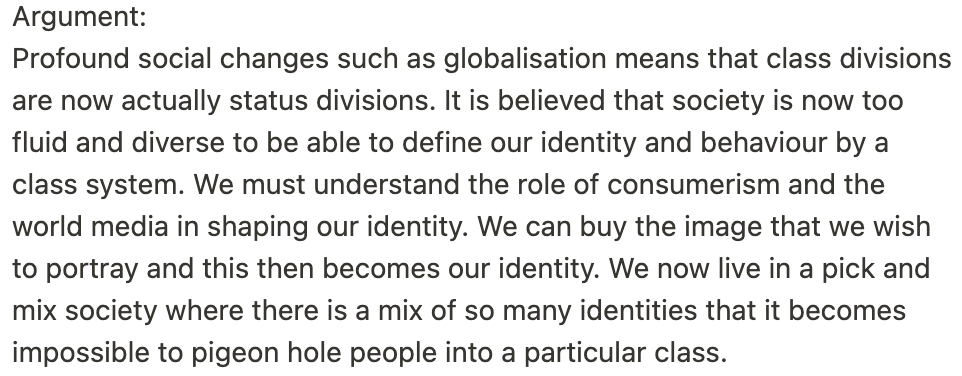 Argument:
Profound social changes such as globalisation means that class divisions
are now actually status divisions. It is believed that society is now too
fluid and diverse to be able to define our identity and behaviour by a
class system. We must understand the role of consumerism and the
world media in shaping our identity. We can buy the image that we wish
to portray and this then becomes our identity. We now live in a pick and
mix society where there is a mix of so many identities that it becomes
impossible to pigeon hole people into a particular class.